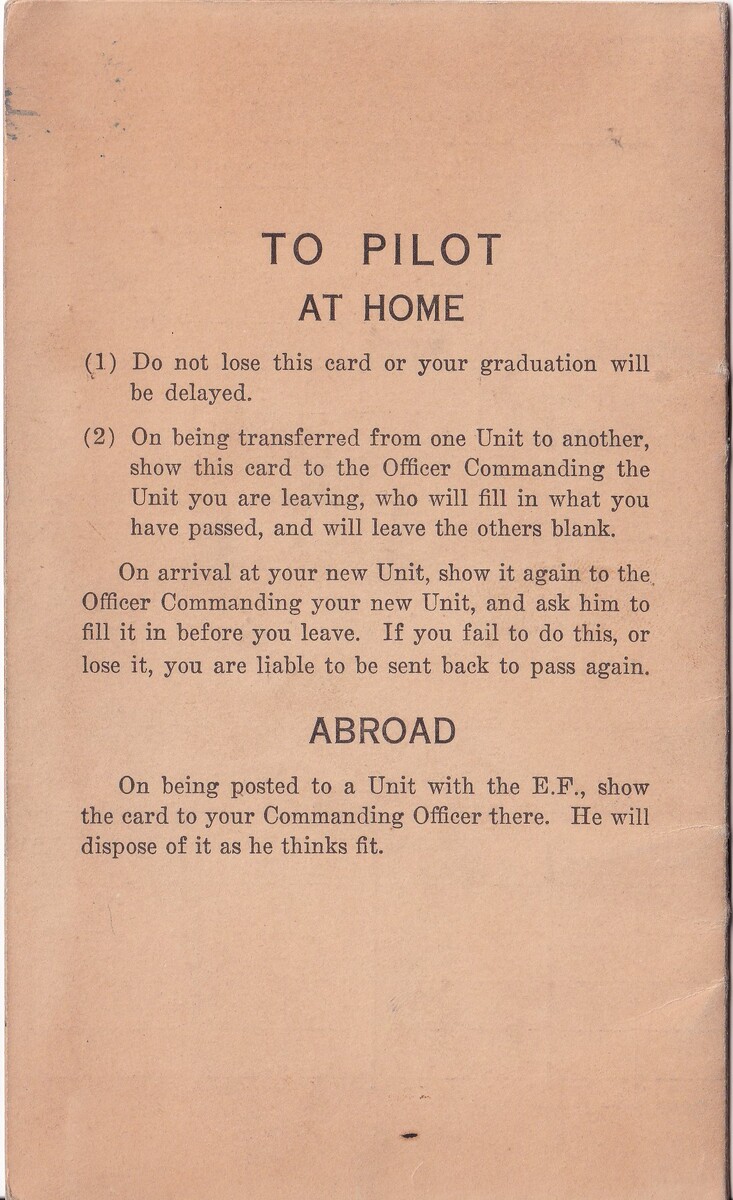 TO PILOT
AT HOME
(1) Do not lose this card or your graduation will
be delayed.
(2) On being transferred from one Unit to another,
show this card to the Officer Commanding the
Unit you are leaving, who will fill in what you
have passed, and will leave the others blank.
On arrival at your new Unit, show it again to the
Officer Commanding your new Unit, and ask him to
fill it in before you leave. If you fail to do this, or
lose it, you are liable to be sent back to pass again.
ABROAD
On being posted to a Unit with the E.F., show
the card to your Commanding Officer there. He will
dispose of it as he thinks fit.